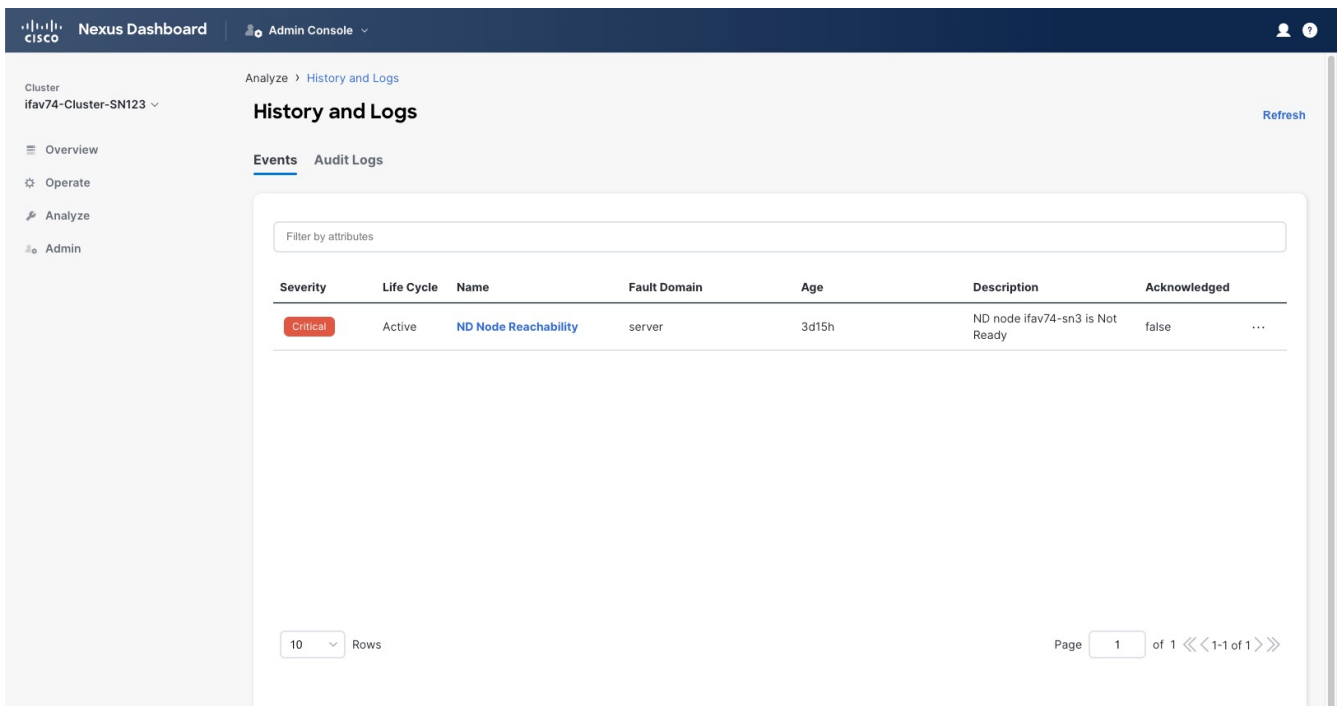 CISCO Nexus Dashboard Admin Console ?
Cluster
ifav74-Cluster-SN123
Overview
Operate
Analyze
Admin
Analyze > History and Logs
History and Logs
Refresh
Events Audit Logs
Filter by attributes
Severity Life Cycle Name Fault Domain Age Description Acknowledged
Critical Active ND Node Reachability server 3d15h ND node ifav74-sn3 is Not false ...
Ready
10 Rows Page 1 of 1 1-1 of 1